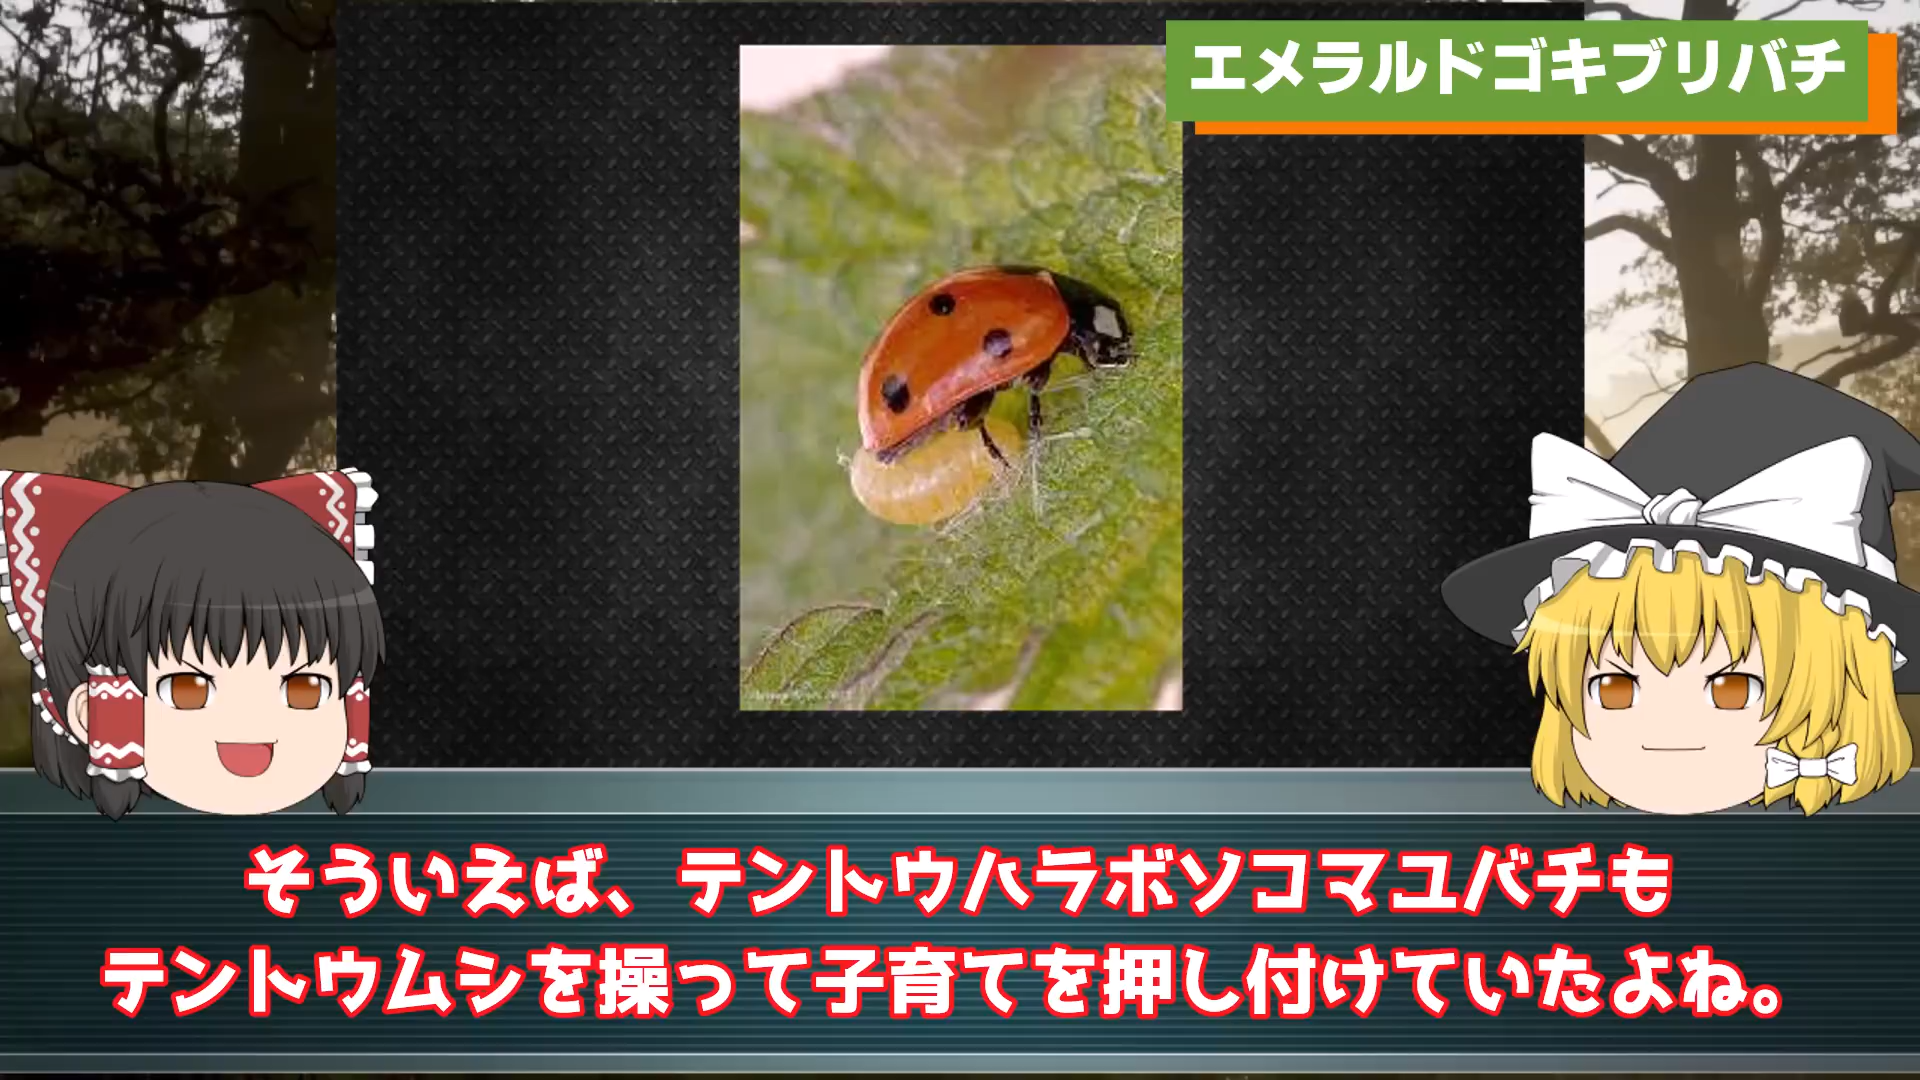 エメラルドゴキブリバチ
そういえば、テントウハラボソコマユバチも
テントウムシを操って子育てを押し付けていたよね。